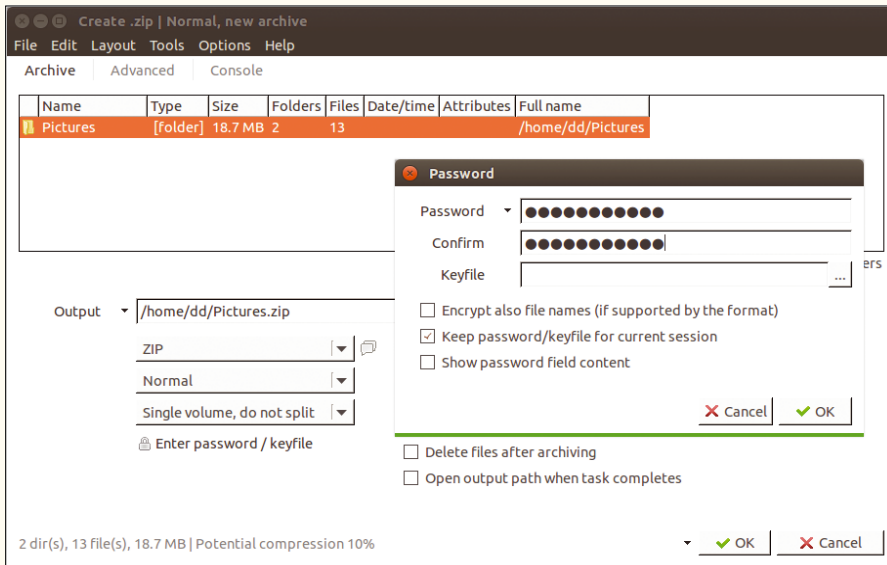 Create .zip | Normal, new archive
File Edit Layout Tools Options Help
Archive Advanced Console
Name Type Size Folders Files Date/time Attributes Full name
Pictures [folder] 18.7 MB 2 13 /home/dd/Pictures
Password
Password ●●●●●●●●●●●
Confirm ●●●●●●●●●●●
Keyfile ...
ers
Encrypt also file names (if supported by the format)
Keep password/keyfile for current session
Show password field content
Cancel OK
Output /home/dd/Pictures.zip
ZIP
Normal
Single volume, do not split
Enter password / keyfile
Delete files after archiving
Open output path when task completes
2 dir(s), 13 file(s), 18.7 MB | Potential compression 10%
OK Cancel